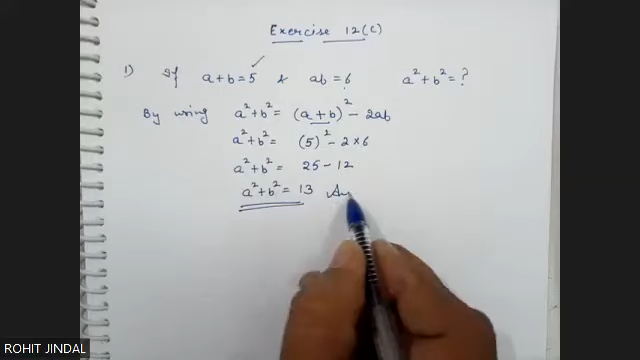 Exercise 12(C)
1) If a+b=5 & ab=6 a²+b²=?
By using a²+b² = (a+b)² - 2ab
a²+b² = (5)² - 2×6
a²+b² = 25-12
a²+b² = 13
ROHIT JINDAL